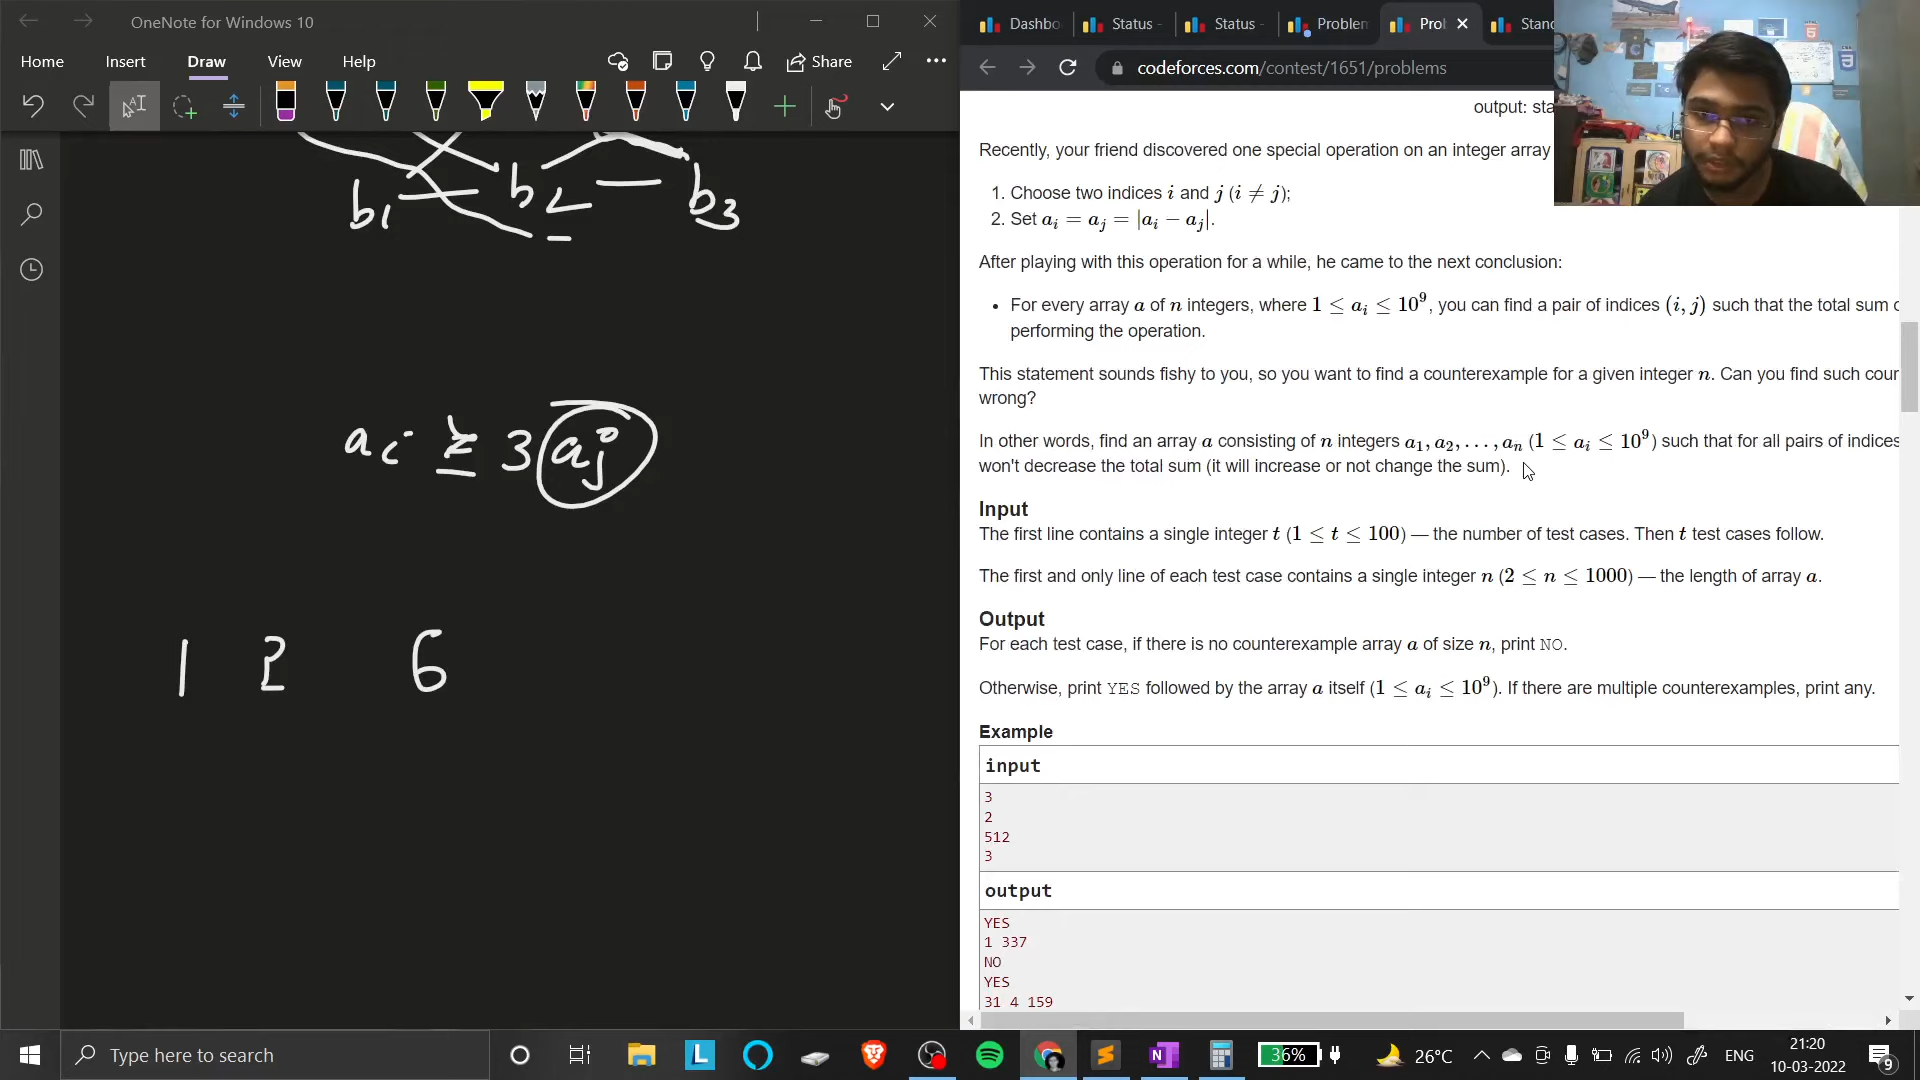 OneNote for Windows 10
Home Insert Draw View Help Share
b1 b2 b3
ai ≥ 3 aj
1 2 6
Type here to search
Dashbo Status - Status - Problem Prob Stand
codeforces.com/contest/1651/problems
output: sta
Recently, your friend discovered one special operation on an integer array
1. Choose two indices i and j (i ≠ j);
2. Set ai = aj = |ai − aj|.
After playing with this operation for a while, he came to the next conclusion:
• For every array a of n integers, where 1 ≤ ai ≤ 10^9, you can find a pair of indices (i, j) such that the total sum o
performing the operation.
This statement sounds fishy to you, so you want to find a counterexample for a given integer n. Can you find such cour
wrong?
In other words, find an array a consisting of n integers a1, a2, …, an (1 ≤ ai ≤ 10^9) such that for all pairs of indices
won't decrease the total sum (it will increase or not change the sum).
Input
The first line contains a single integer t (1 ≤ t ≤ 100) — the number of test cases. Then t test cases follow.
The first and only line of each test case contains a single integer n (2 ≤ n ≤ 1000) — the length of array a.
Output
For each test case, if there is no counterexample array a of size n, print NO.
Otherwise, print YES followed by the array a itself (1 ≤ ai ≤ 10^9). If there are multiple counterexamples, print any.
Example
input
3
2
512
3
output
YES
1 337
NO
YES
31 4 159
36% 26°C ENG 21:20
10-03-2022
9